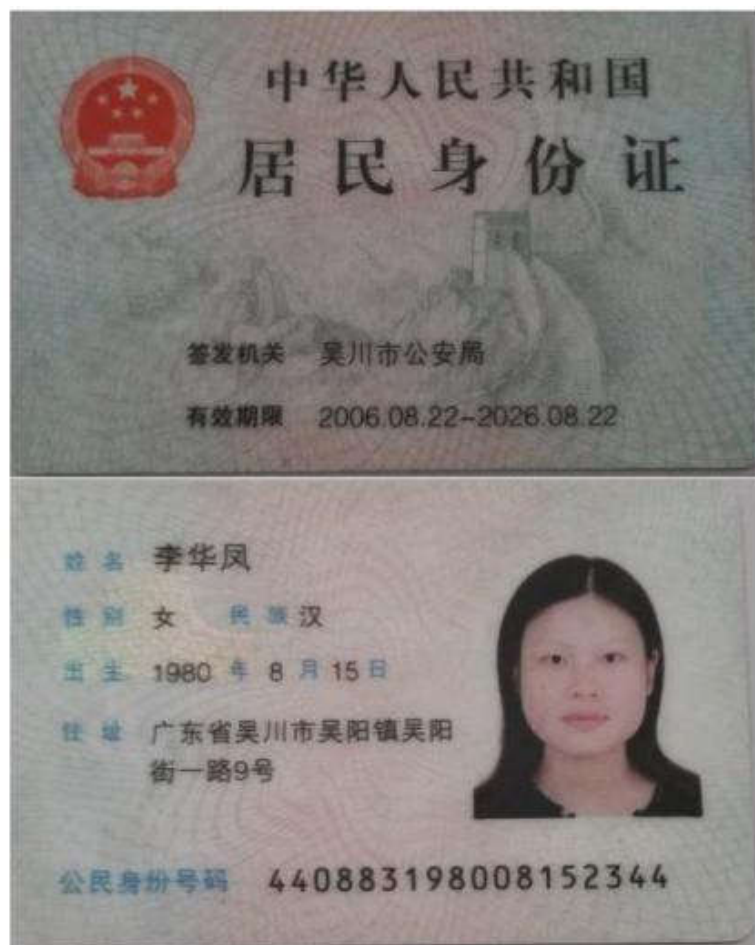 中华人民共和国
居民身份证
签发机关 吴川市公安局
有效期限 2006.08.22-2026.08.22
姓名 李华凤
性别 女 民族 汉
出生 1980 年 8 月 15 日
住址 广东省吴川市吴阳镇吴阳
街一路9号
公民身份号码 440883198008152344